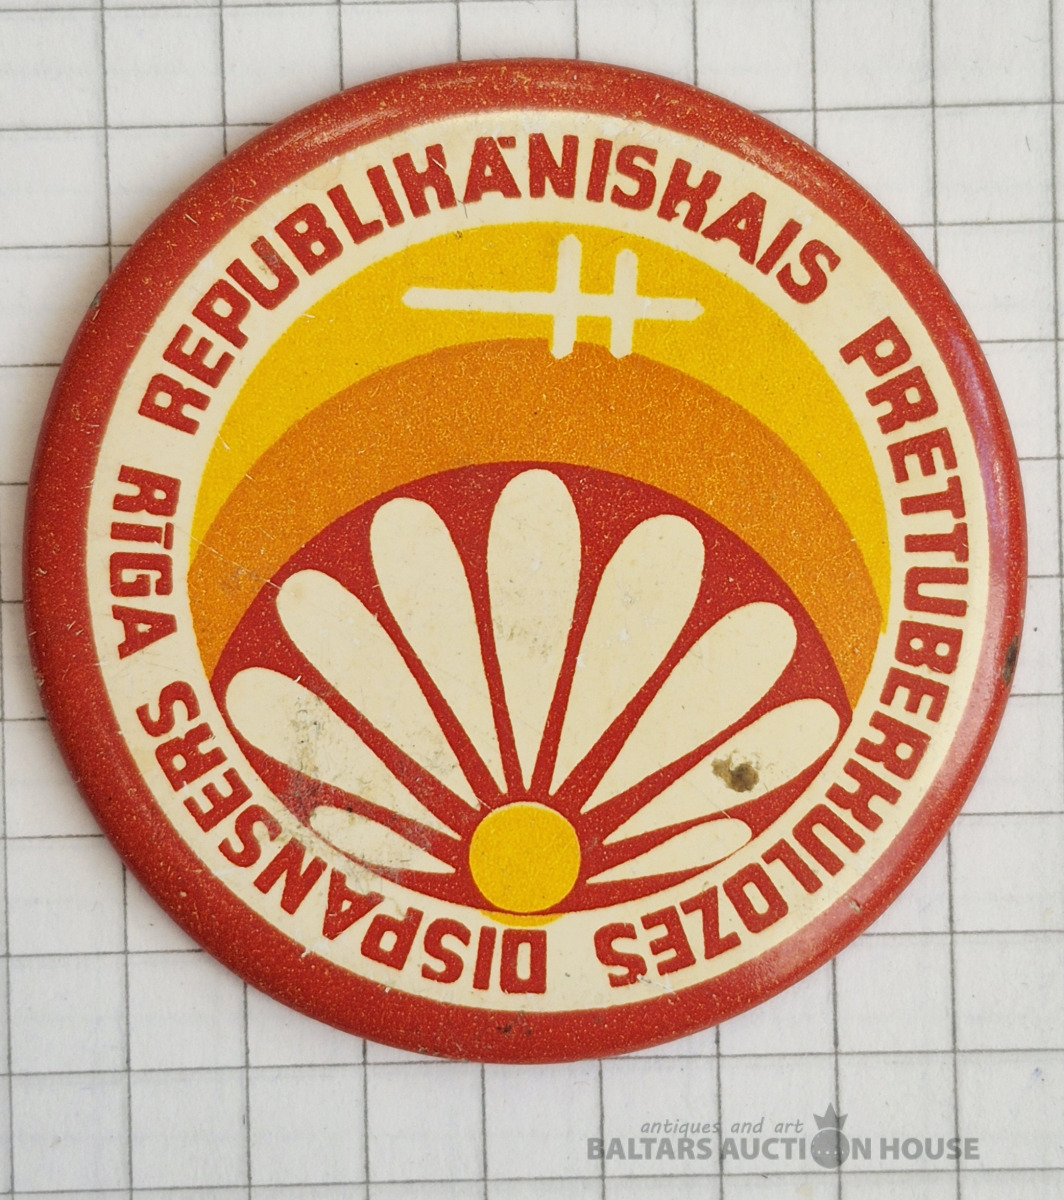 REPUBLIKĀNISKAIS PRETTUBERKULOZES DISPANSERS RĪGA
antiques and art
BALTARS AUCTION HOUSE